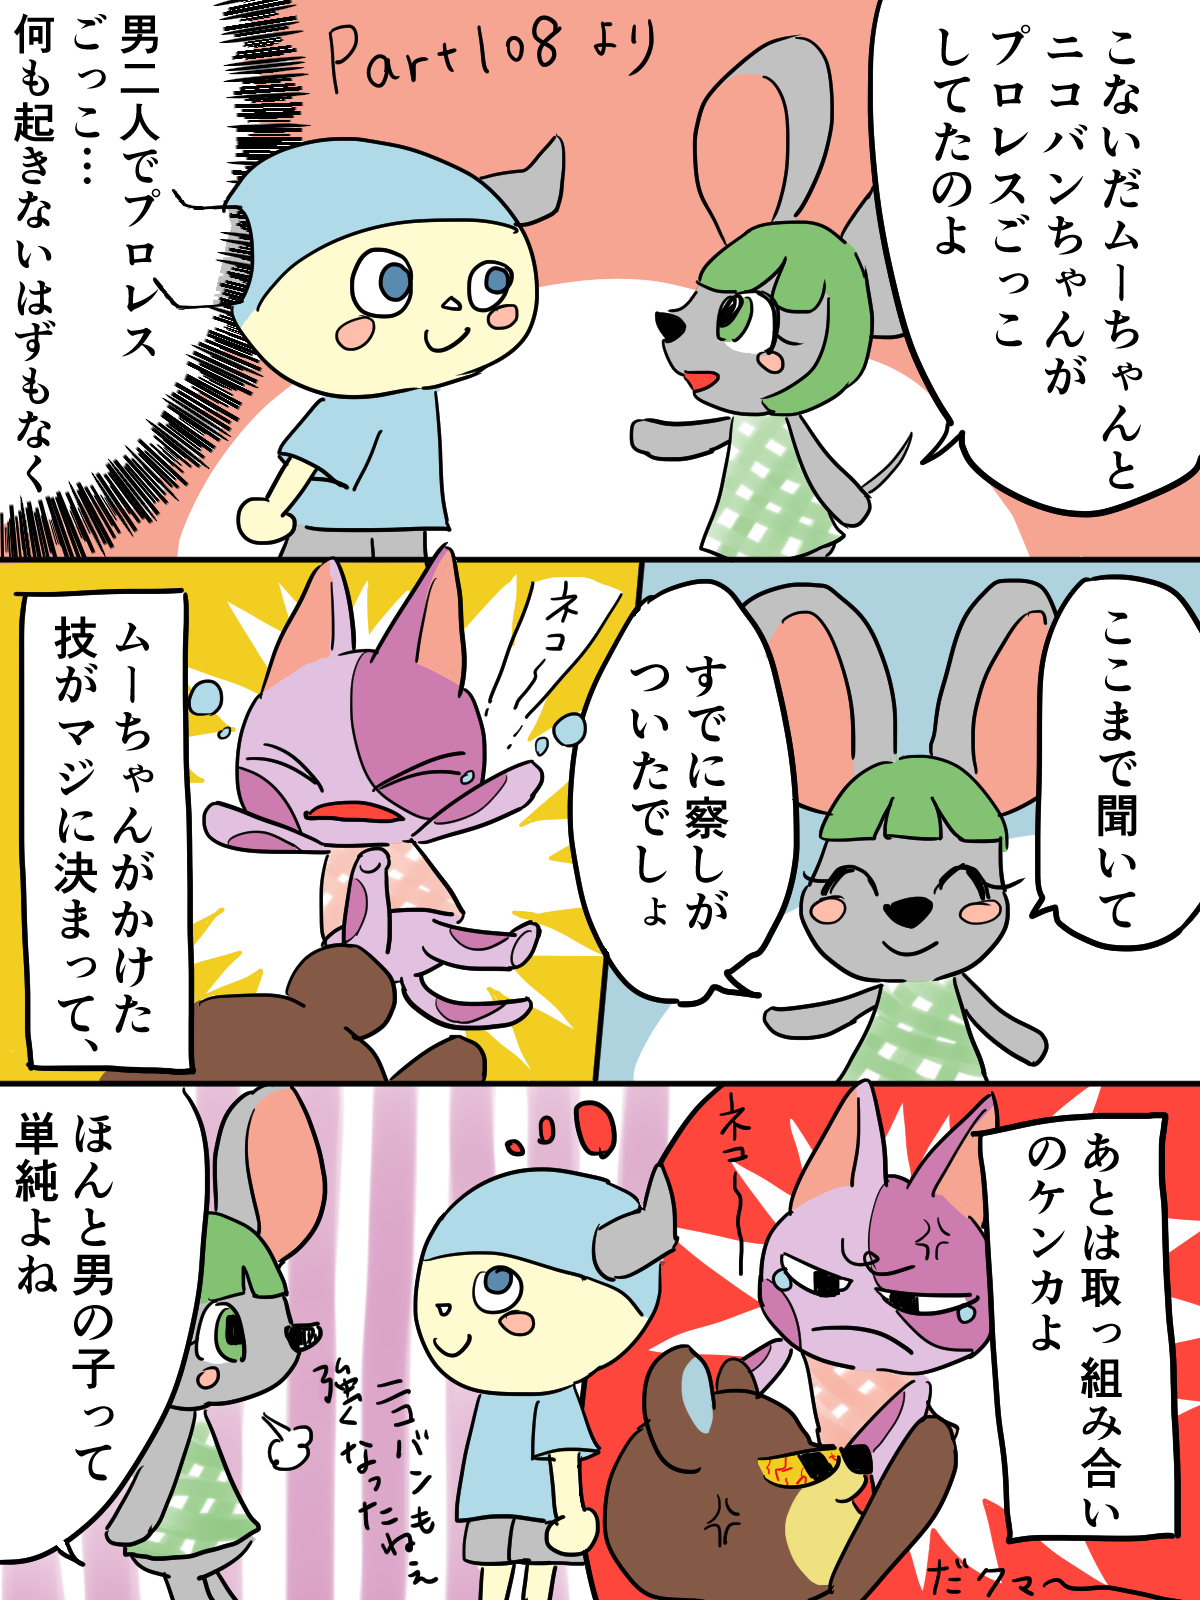 Part108より
こないだムーちゃんと
ニコバンちゃんが
プロレスごっこ
してたのよ
男二人でプロレス
ごっこ…
何も起きないはずもなく
ここまで聞いて
すでに察しが
ついたでしょ
ネコ〜
ムーちゃんがかけた
技がマジに決まって、
あとは取っ組み合い
のケンカよ
ネコー
だクマ〜
ニコバンも
強くなったねぇ
ほんと男の子って
単純よね